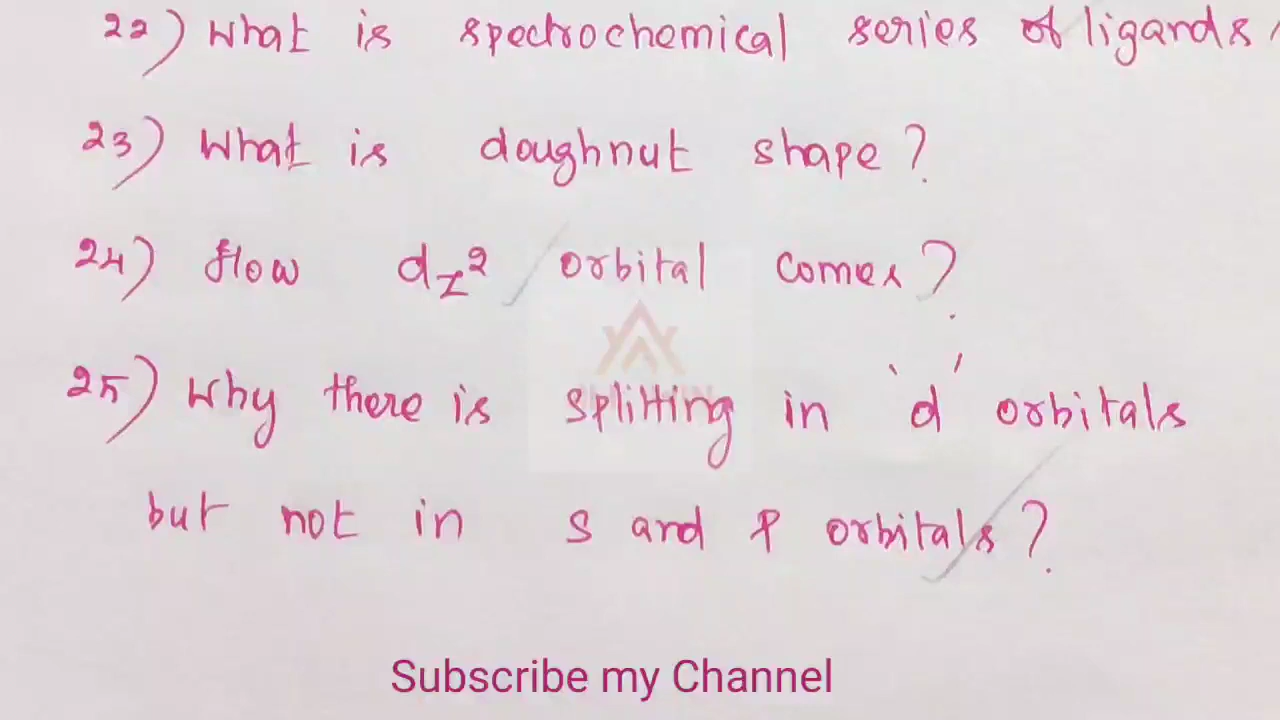 22) What is spectrochemical series of ligands
23) What is doughnut shape?
24) How dz² orbital comes?
25) Why there is splitting in 'd' orbitals
but not in s and p orbitals?
Subscribe my Channel